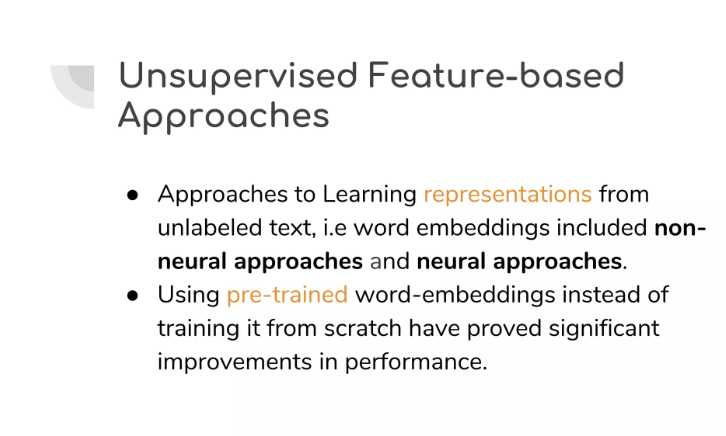 Unsupervised Feature-based
Approaches
● Approaches to Learning representations from
unlabeled text, i.e word embeddings included non-
neural approaches and neural approaches.
● Using pre-trained word-embeddings instead of
training it from scratch have proved significant
improvements in performance.